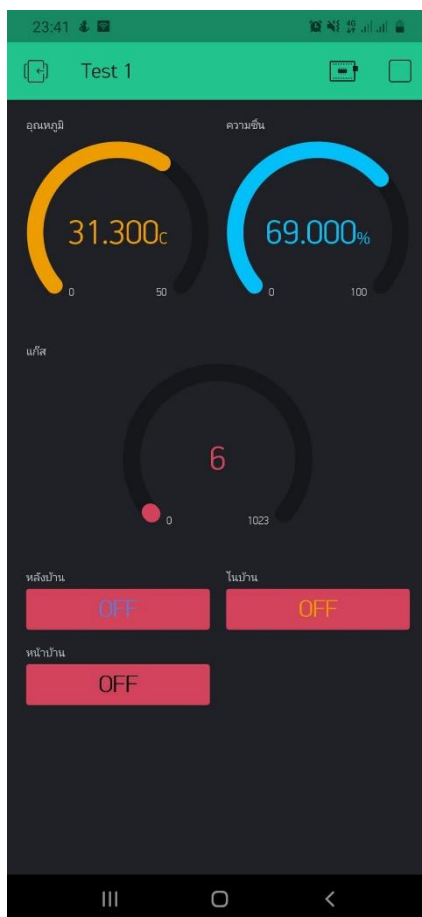 23:41 4G
Test 1
อุณหภูมิ ความชื้น
31.300C 69.000%
0 50 0 100
แก๊ส
6
0 1023
หลังบ้าน ไนบ้าน
OFF OFF
หน้าบ้าน
OFF